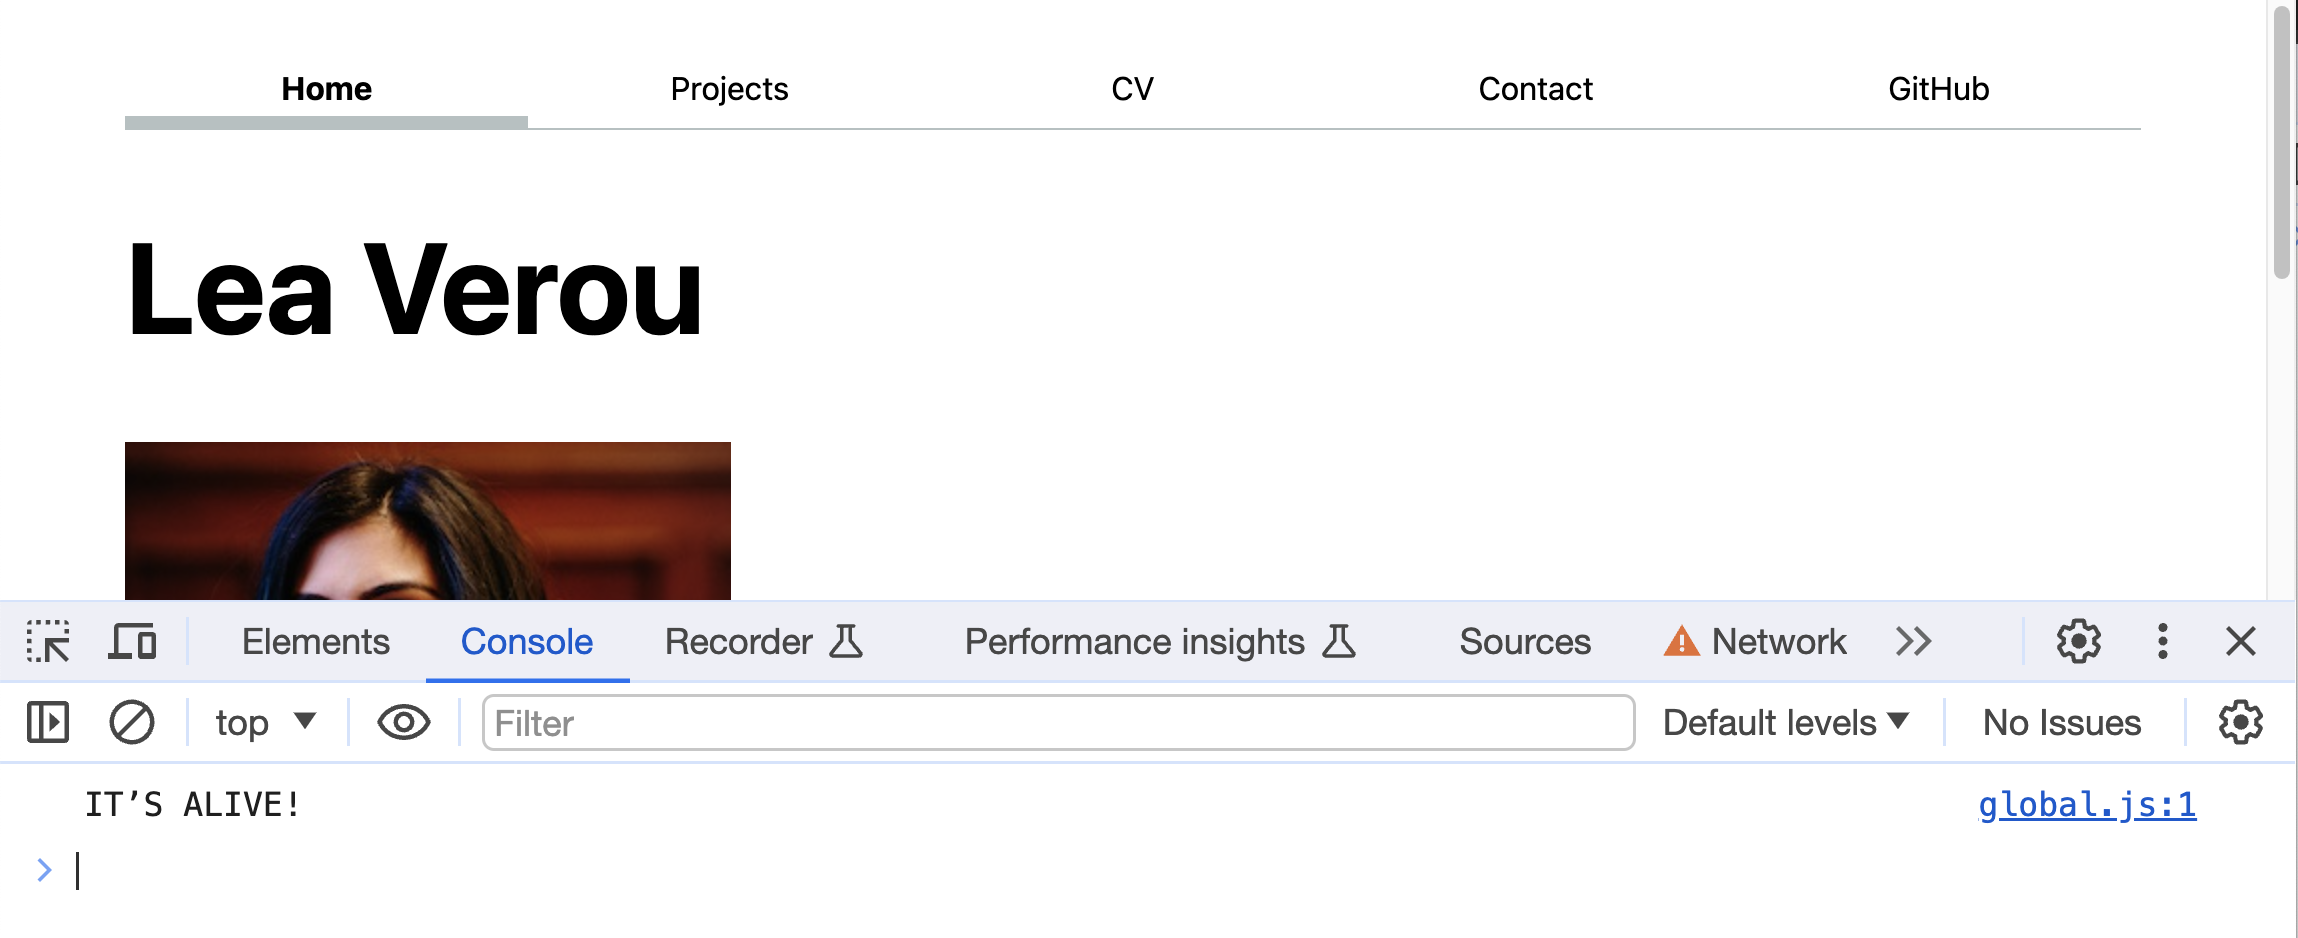 Home Projects CV Contact GitHub
Lea Verou
Elements Console Recorder Performance insights Sources Network
top Filter Default levels No Issues
IT’S ALIVE! global.js:1